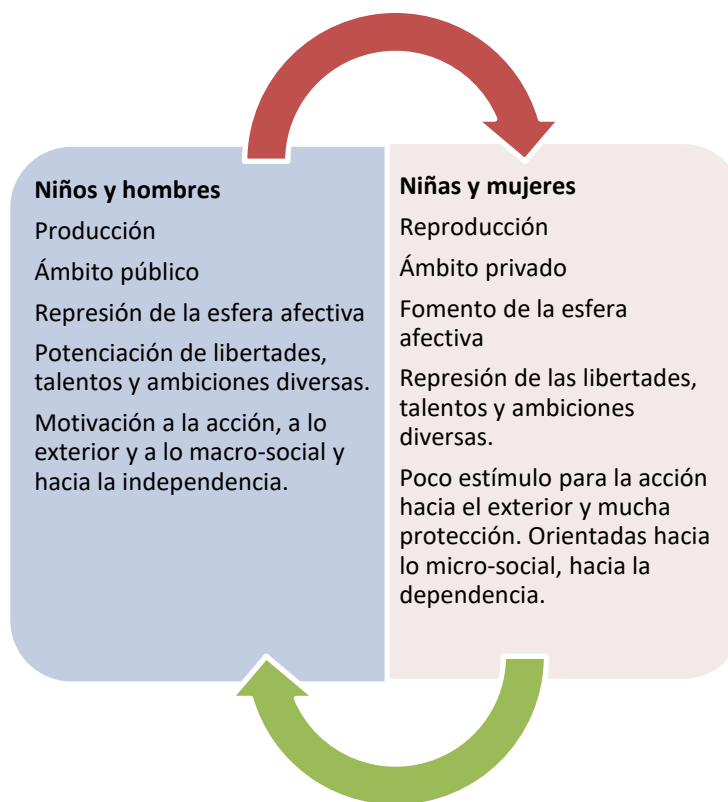 Niños y hombres
Producción
Ámbito público
Represión de la esfera afectiva
Potenciación de libertades,
talentos y ambiciones diversas.
Motivación a la acción, a lo
exterior y a lo macro-social y
hacia la independencia.
Niñas y mujeres
Reproducción
Ámbito privado
Fomento de la esfera
afectiva
Represión de las libertades,
talentos y ambiciones
diversas.
Poco estímulo para la acción
hacia el exterior y mucha
protección. Orientadas hacia
lo micro-social, hacia la
dependencia.